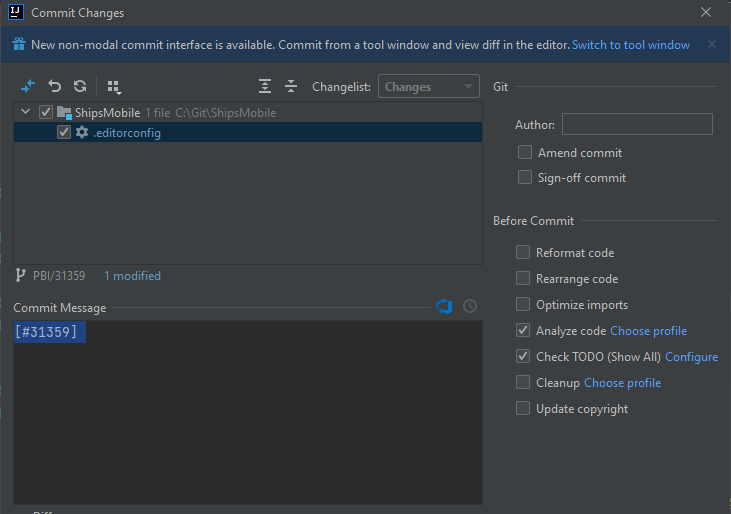 IJ Commit Changes
New non-modal commit interface is available. Commit from a tool window and view diff in the editor. Switch to tool window
Changelist: Changes
ShipsMobile 1 file C:\Git\ShipsMobile
.editorconfig
PBI/31359 1 modified
Commit Message
[#31359]
Git
Author:
Amend commit
Sign-off commit
Before Commit
Reformat code
Rearrange code
Optimize imports
Analyze code Choose profile
Check TODO (Show All) Configure
Cleanup Choose profile
Update copyright